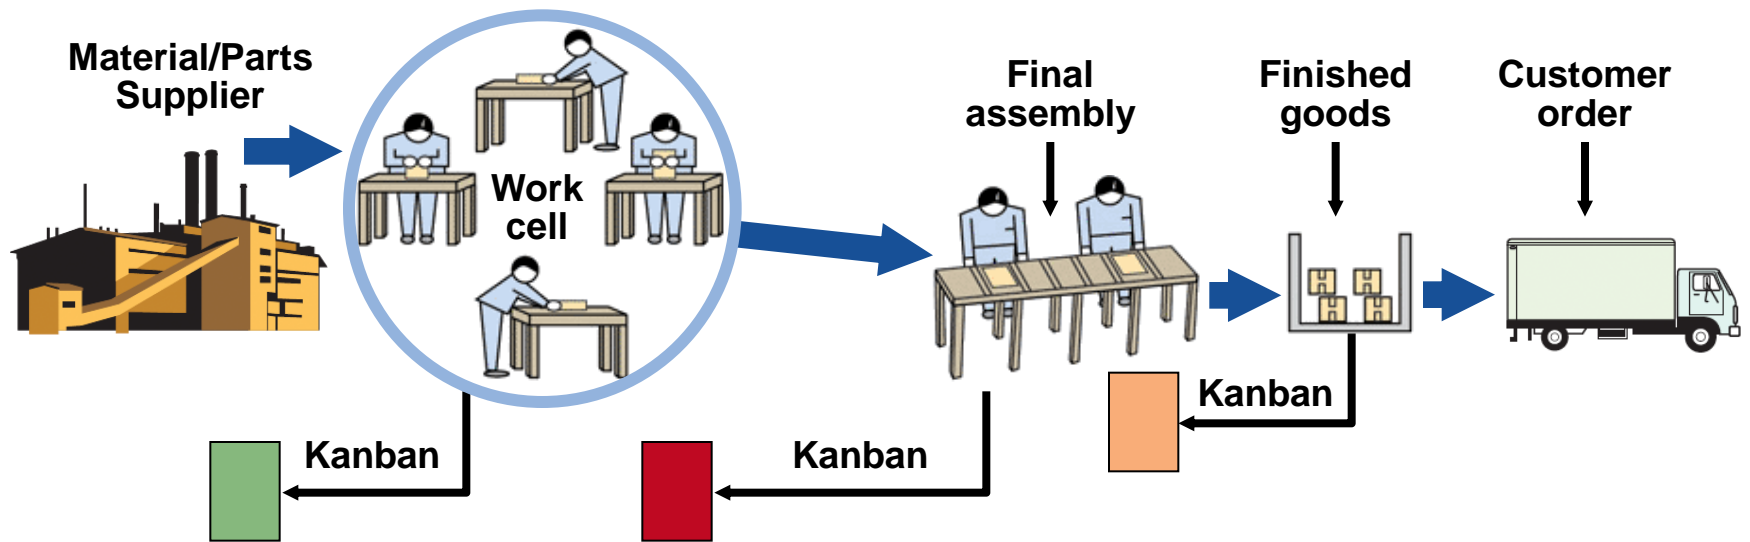 Material/Parts
Supplier
Work
cell
Final
assembly
Finished
goods
Customer
order
Kanban
Kanban
Kanban